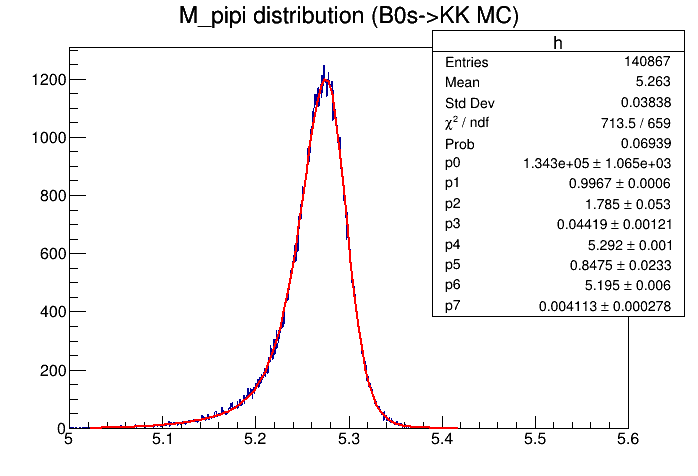 M_pipi distribution (B0s->KK MC)
h
Entries 140867
Mean 5.263
Std Dev 0.03838
χ² / ndf 713.5 / 659
Prob 0.06939
p0 1.343e+05 ± 1.065e+03
p1 0.9967 ± 0.0006
p2 1.785 ± 0.053
p3 0.04419 ± 0.00121
p4 5.292 ± 0.001
p5 0.8475 ± 0.0233
p6 5.195 ± 0.006
p7 0.004113 ± 0.000278
1200
1000
800
600
400
200
0
5 5.1 5.2 5.3 5.4 5.5 5.6